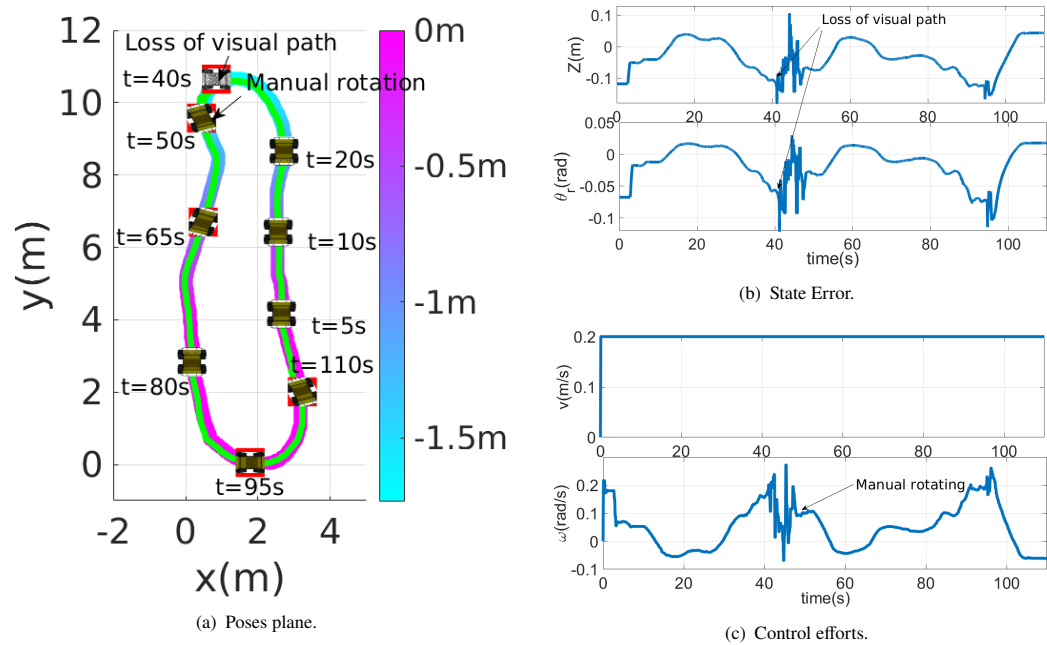 12
10
8
6
4
2
0
-2
0
2
4
y(m)
x(m)
Loss of visual path
t=40s
Manual rotation
t=50s
t=20s
t=65s
t=10s
t=5s
t=110s
t=80s
t=95s
0m
-0.5m
-1m
-1.5m
(a) Poses plane.
Loss of visual path
0.1
0
-0.1
Z(m)
0
20
40
60
80
100
0.05
0
-0.05
-0.1
θr(rad)
0
20
40
60
80
100
time(s)
(b) State Error.
0.2
0.1
0
v(m/s)
0
20
40
60
80
100
Manual rotating
0.2
0.1
0
-0.1
ω(rad/s)
0
20
40
60
80
100
time(s)
(c) Control efforts.